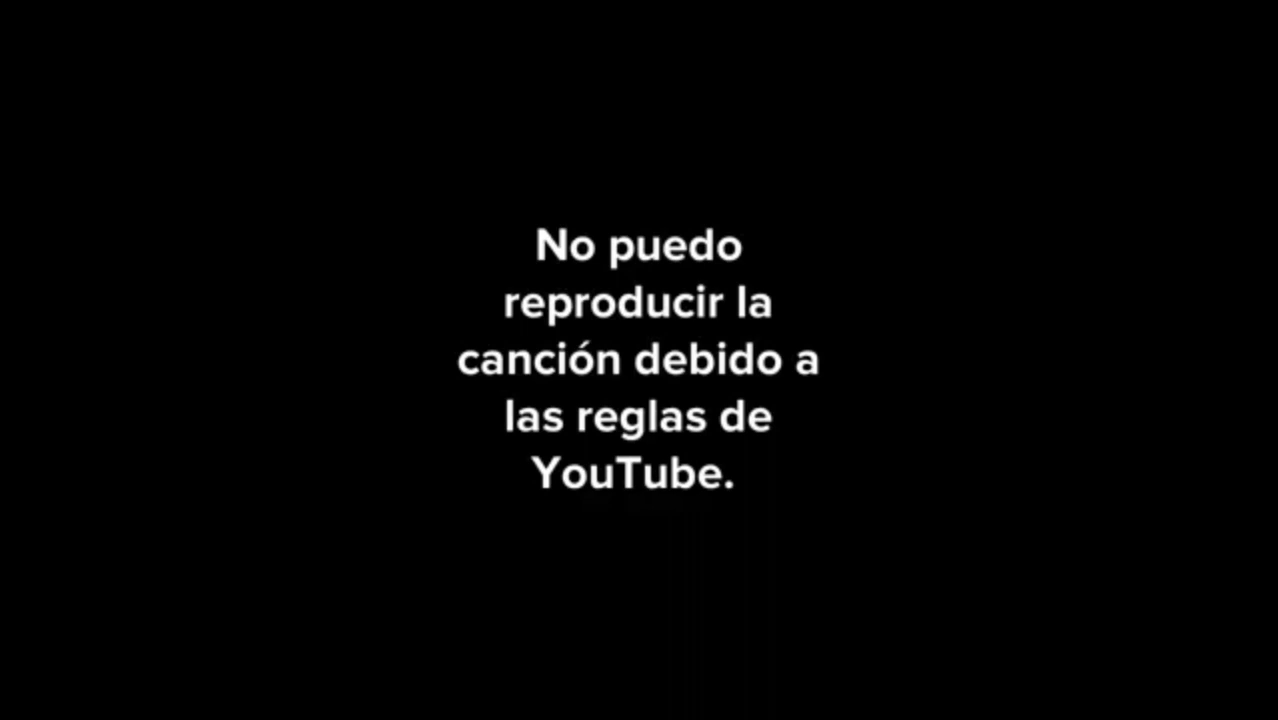 No puedo
reproducir la
canción debido a
las reglas de
YouTube.